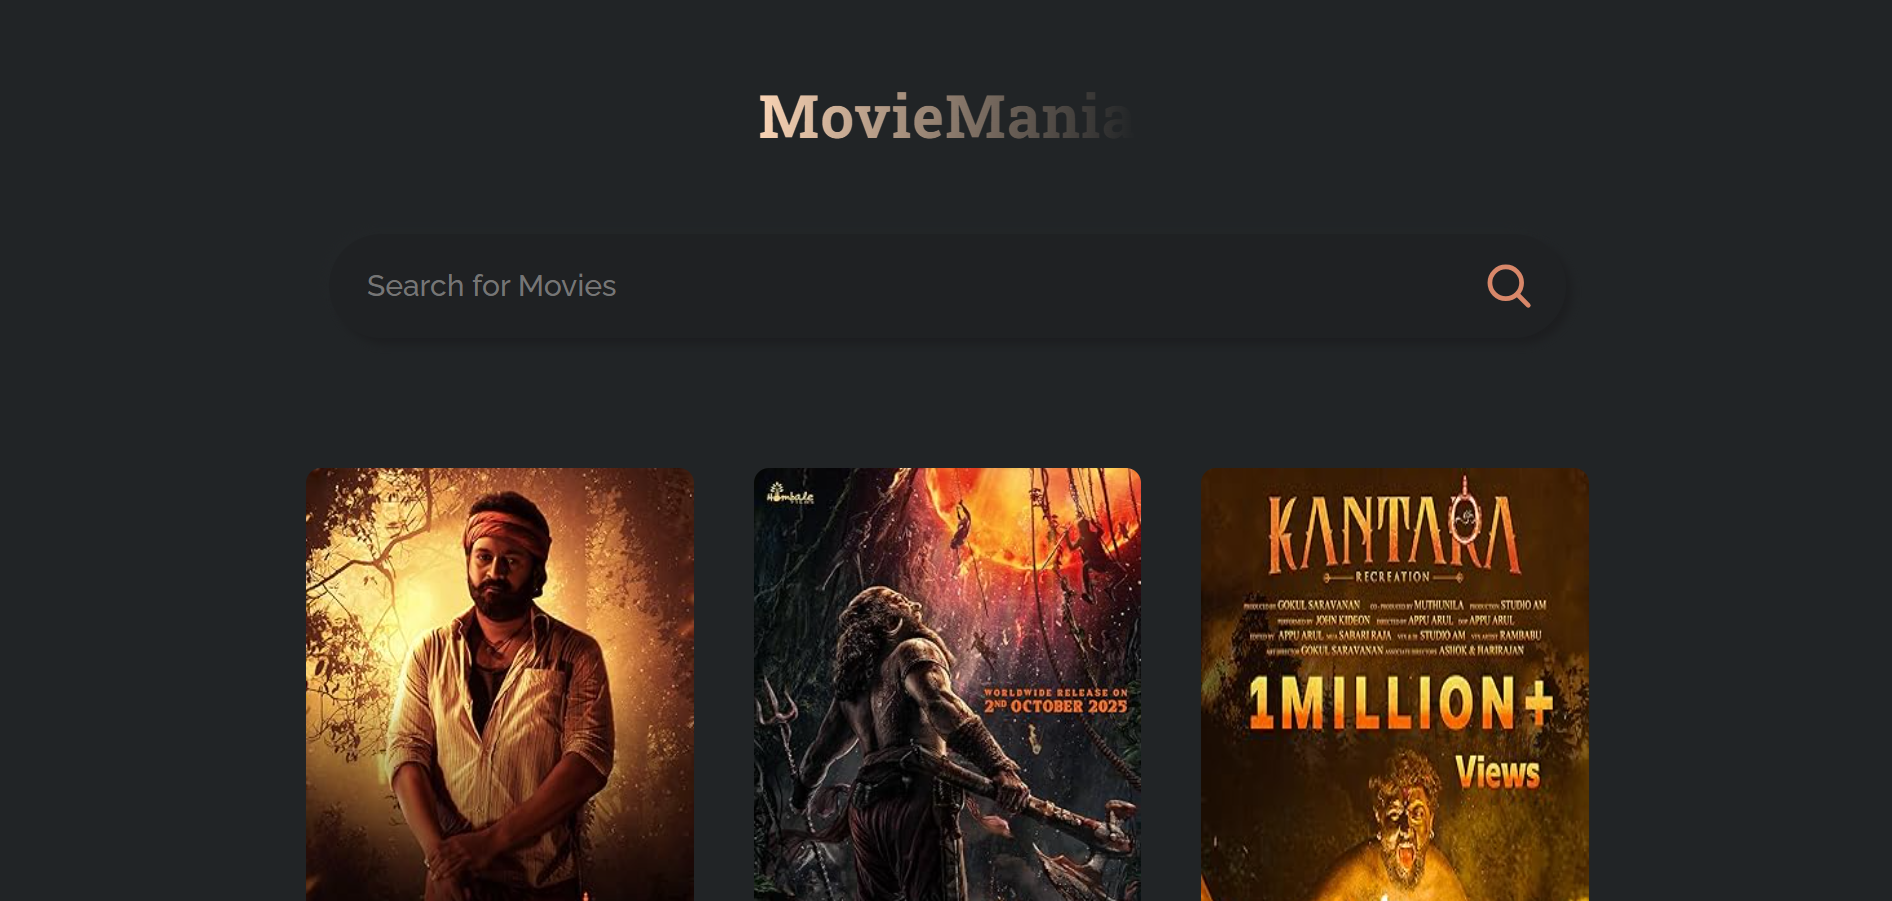 MovieMania
Search for Movies
Hombale
FILMS
WORLDWIDE RELEASE ON
2ND OCTOBER 2025
KANTARA
RECREATION
PRODUCED BY GOKUL SARAVANAN CO-PRODUCED BY MUTHUNILA PRODUCTION STUDIO AM
PERFORMED BY JOHN KIDEON DIRECTED BY APPU ARUL DOP APPU ARUL
EDITED BY APPU ARUL MUA SABARI RAJA VFX & DI STUDIO AM VFX ARTIST RAMBABU
ART DIRECTOR GOKUL SARAVANAN ASSOCIATE DIRECTORS ASHOK & HARIRAJAN
1MILLION+
Views